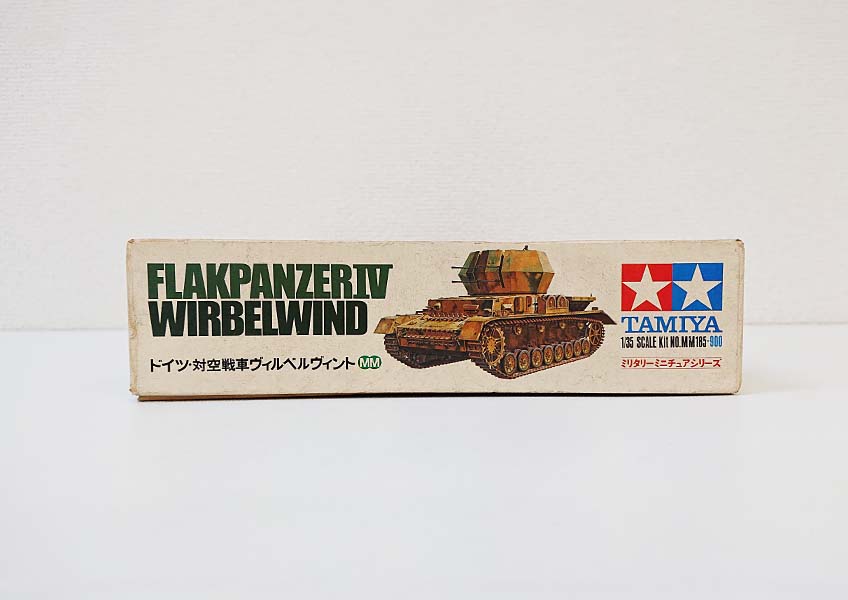 FLAKPANZER IV
WIRBELWIND
ドイツ・対空戦車ヴィルベルヴィント MM
TAMIYA
1/35 SCALE Kit NO.MM185-900
ミリタリーミニチュアシリーズ